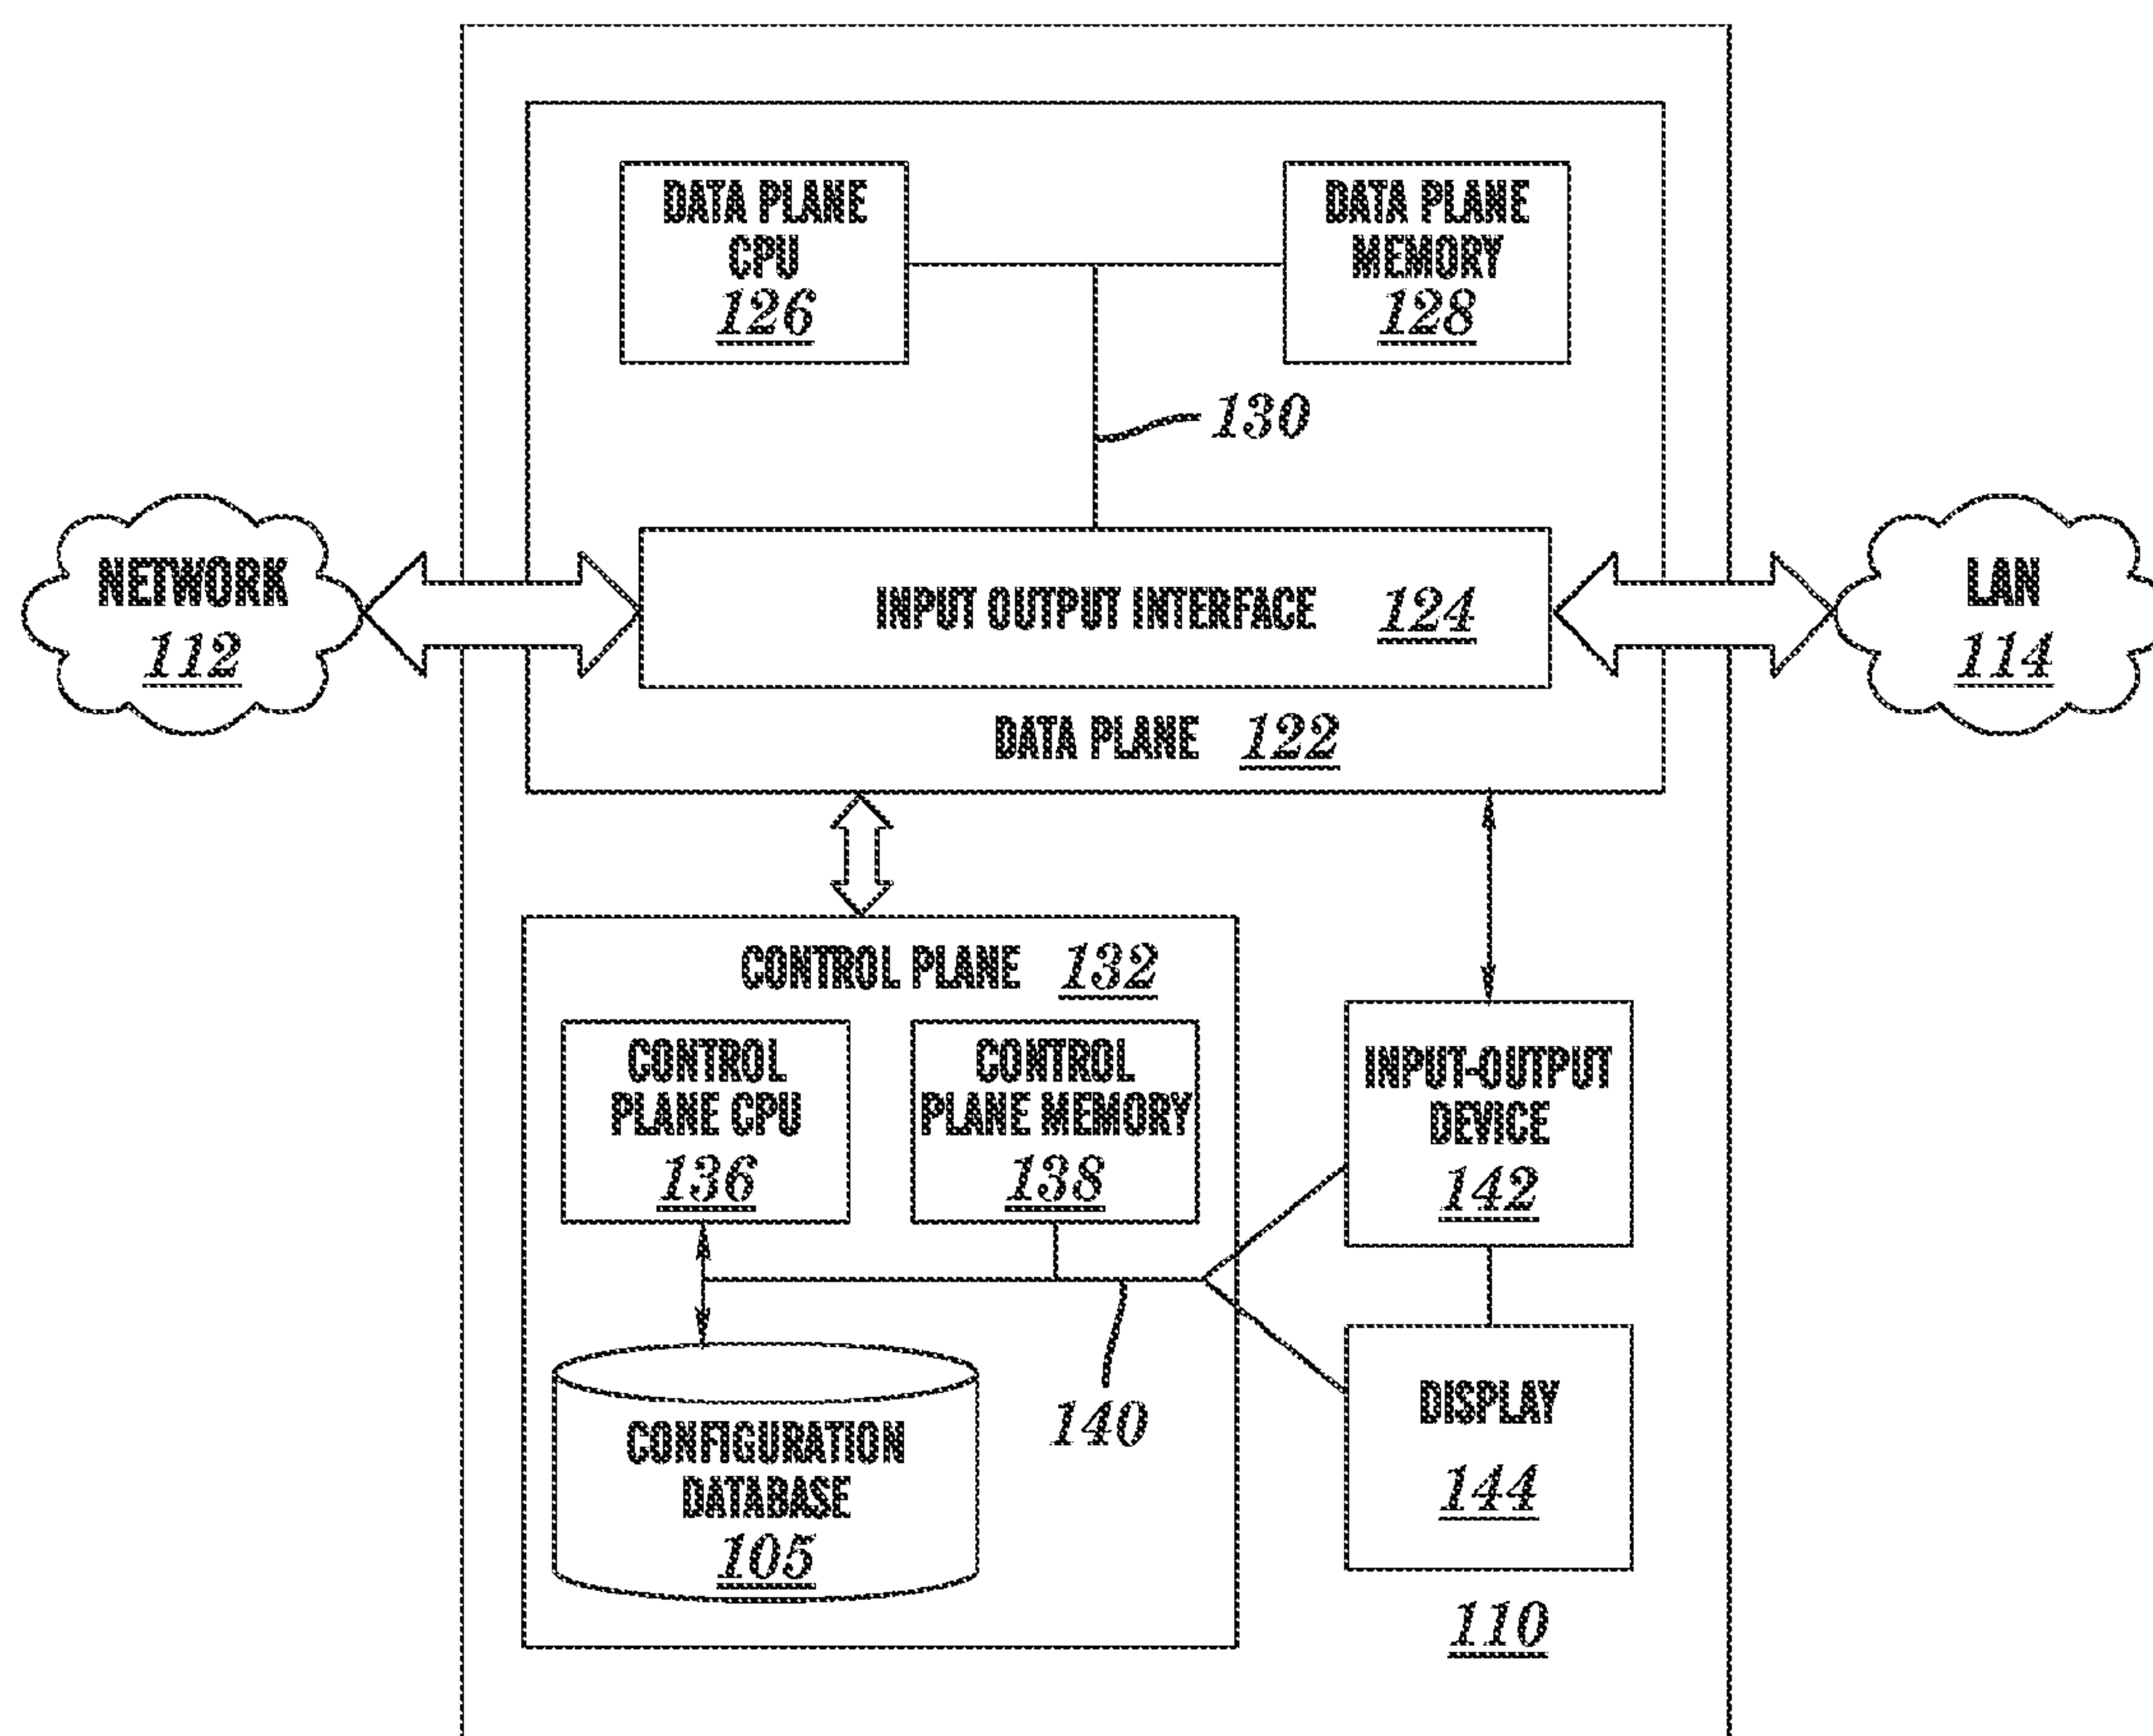 DATA PLANE
CPU
126
DATA PLANE
MEMORY
128
130
NETWORK
112
INPUT OUTPUT INTERFACE 124
LAN
114
DATA PLANE 122
CONTROL PLANE 132
CONTROL
PLANE CPU
136
CONTROL
PLANE MEMORY
138
INPUT-OUTPUT
DEVICE
142
140
CONFIGURATION
DATABASE
105
DISPLAY
144
110